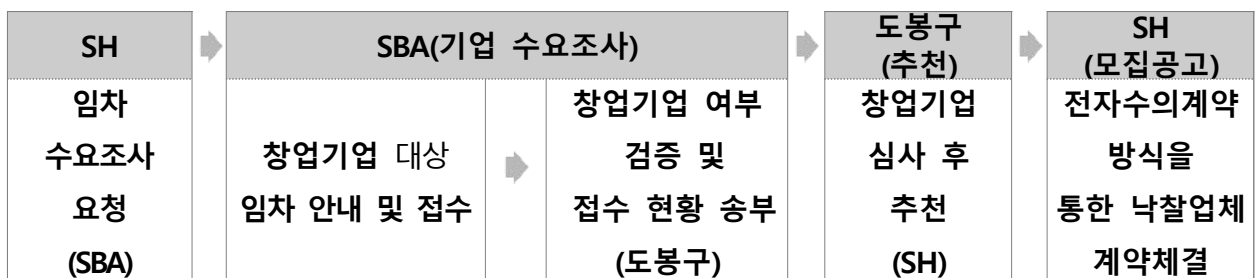 SH
임차
수요조사
요청
(SBA)
SBA(기업 수요조사)
창업기업 대상
임차 안내 및 접수
창업기업 여부
검증 및
접수 현황 송부
(도봉구)
도봉구
(추천)
창업기업
심사 후
추천
(SH)
SH
(모집공고)
전자수의계약
방식을
통한 낙찰업체
계약체결